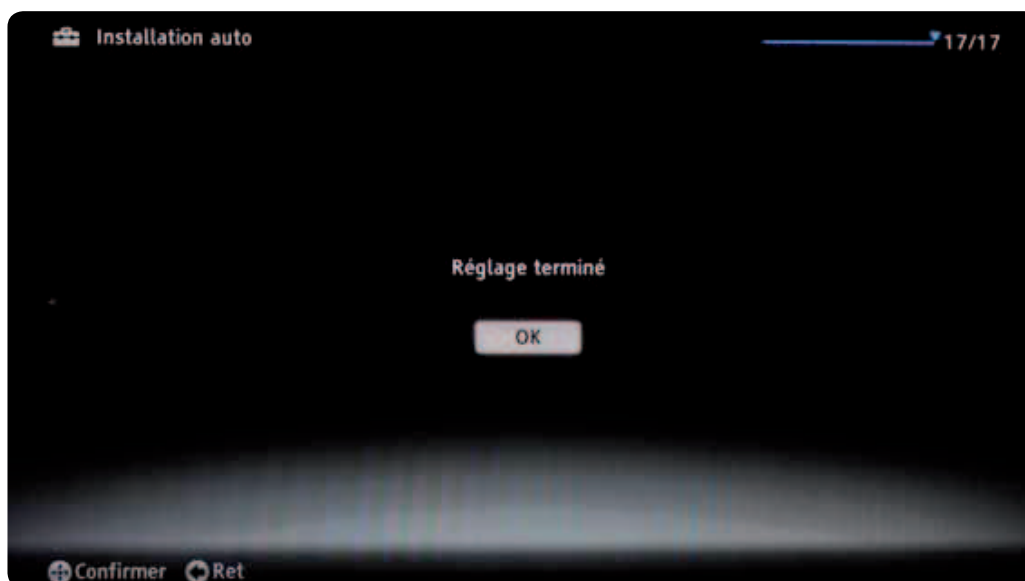 Installation auto
17/17
Réglage terminé
OK
Confirmer Ret